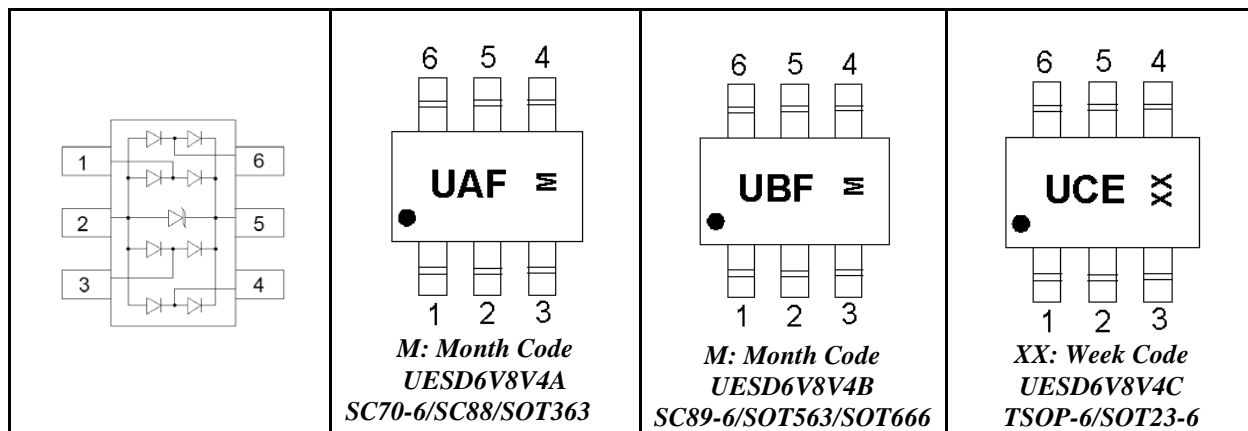 1
2
3
6
5
4
6 5 4
UAF M
1 2 3
M: Month Code
UESD6V8V4A
SC70-6/SC88/SOT363
6 5 4
UBF M
1 2 3
M: Month Code
UESD6V8V4B
SC89-6/SOT563/SOT666
6 5 4
UCE XX
1 2 3
XX: Week Code
UESD6V8V4C
TSOP-6/SOT23-6